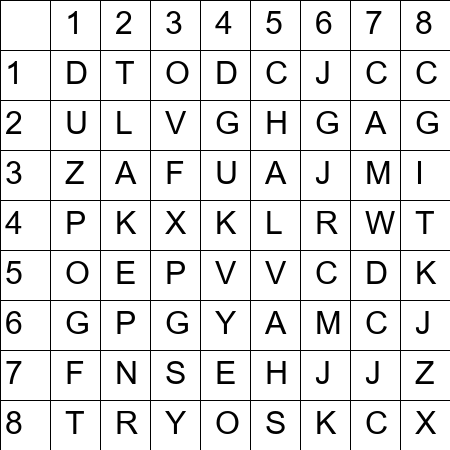 1 2 3 4 5 6 7 8
1 D T O D C J C C
2 U L V G H G A G
3 Z A F U A J M I
4 P K X K L R W T
5 O E P V V C D K
6 G P G Y A M C J
7 F N S E H J J Z
8 T R Y O S K C X